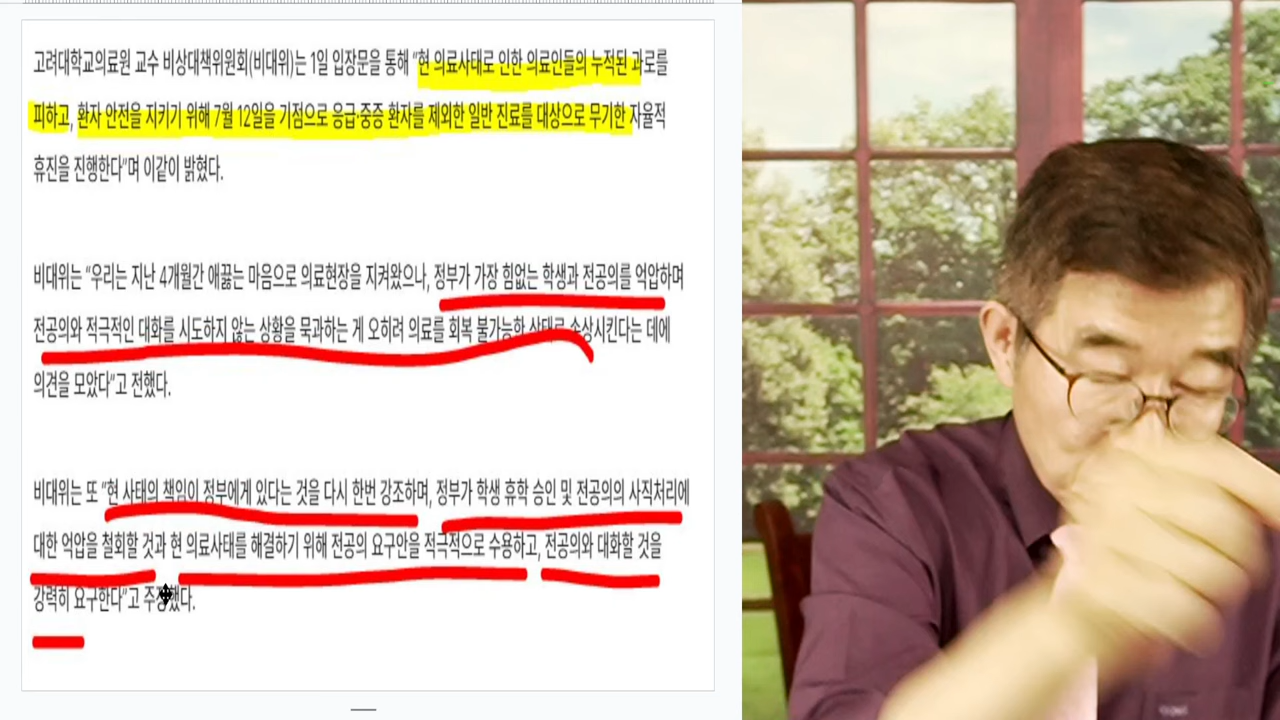 고려대학교의료원 교수 비상대책위원회(비대위)는 1일 입장문을 통해 “현 의료사태로 인한 의료인들의 누적된 과로를
피하고, 환자 안전을 지키기 위해 7월 12일을 기점으로 응급·중증 환자를 제외한 일반 진료를 대상으로 무기한 자율적
휴진을 진행한다”며 이같이 밝혔다.
비대위는 “우리는 지난 4개월간 애끓는 마음으로 의료현장을 지켜왔으나, 정부가 가장 힘없는 학생과 전공의를 억압하며
전공의와 적극적인 대화를 시도하지 않는 상황을 묵과하는 게 오히려 의료를 회복 불가능한 상태로 손상시킨다는 데에
의견을 모았다”고 전했다.
비대위는 또 “현 사태의 책임이 정부에게 있다는 것을 다시 한번 강조하며, 정부가 학생 휴학 승인 및 전공의의 사직처리에
대한 억압을 철회할 것과 현 의료사태를 해결하기 위해 전공의 요구안을 적극적으로 수용하고, 전공의와 대화할 것을
강력히 요구한다”고 주장했다.